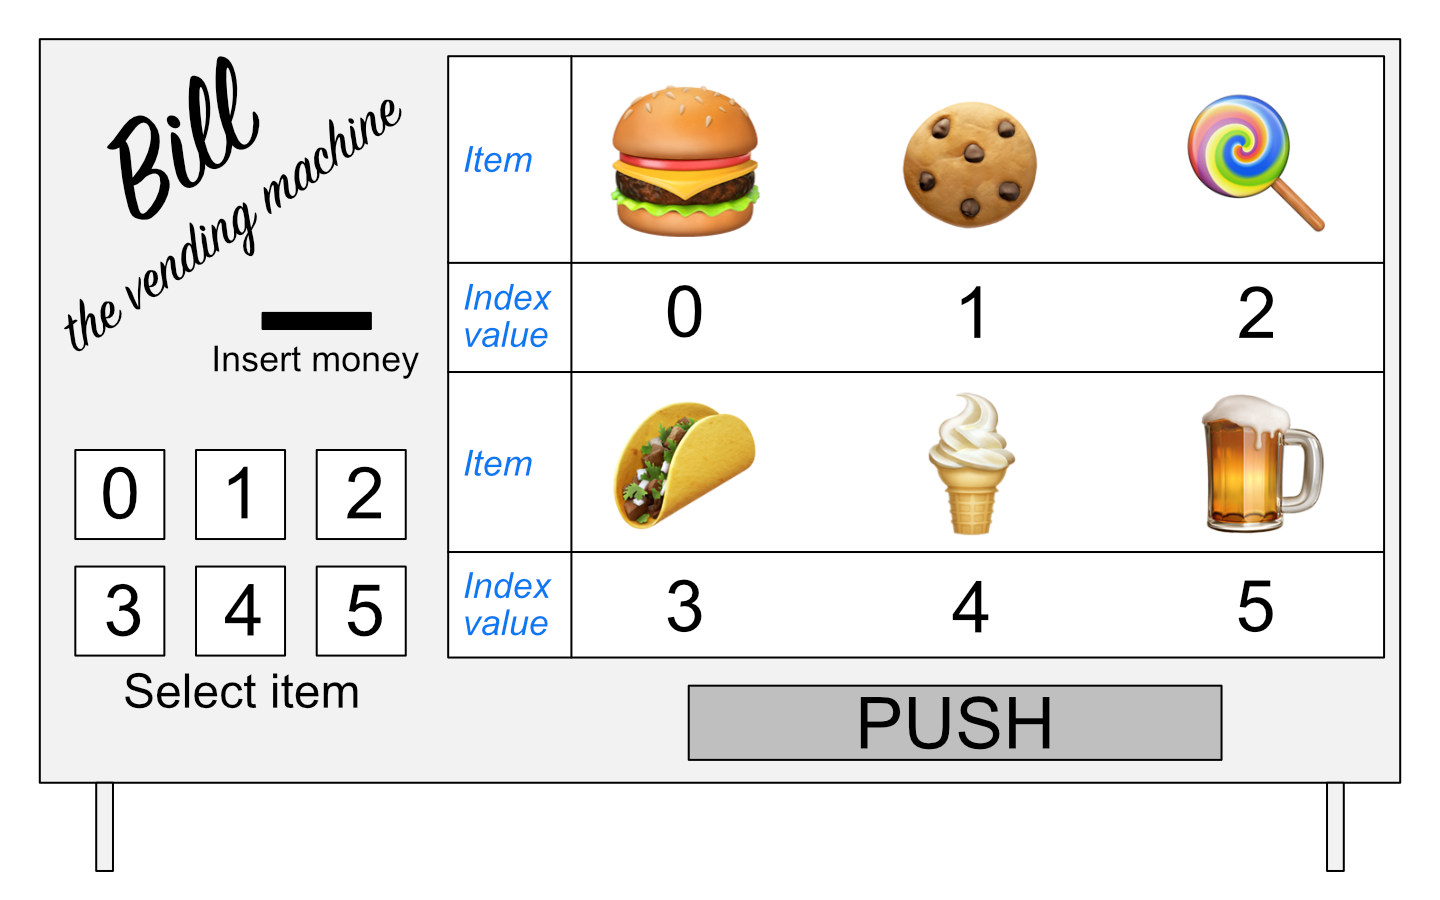 Bill
the vending machine
Insert money
0 1 2
3 4 5
Select item
Item
Index
value
0 1 2
Item
Index
value
3 4 5
PUSH